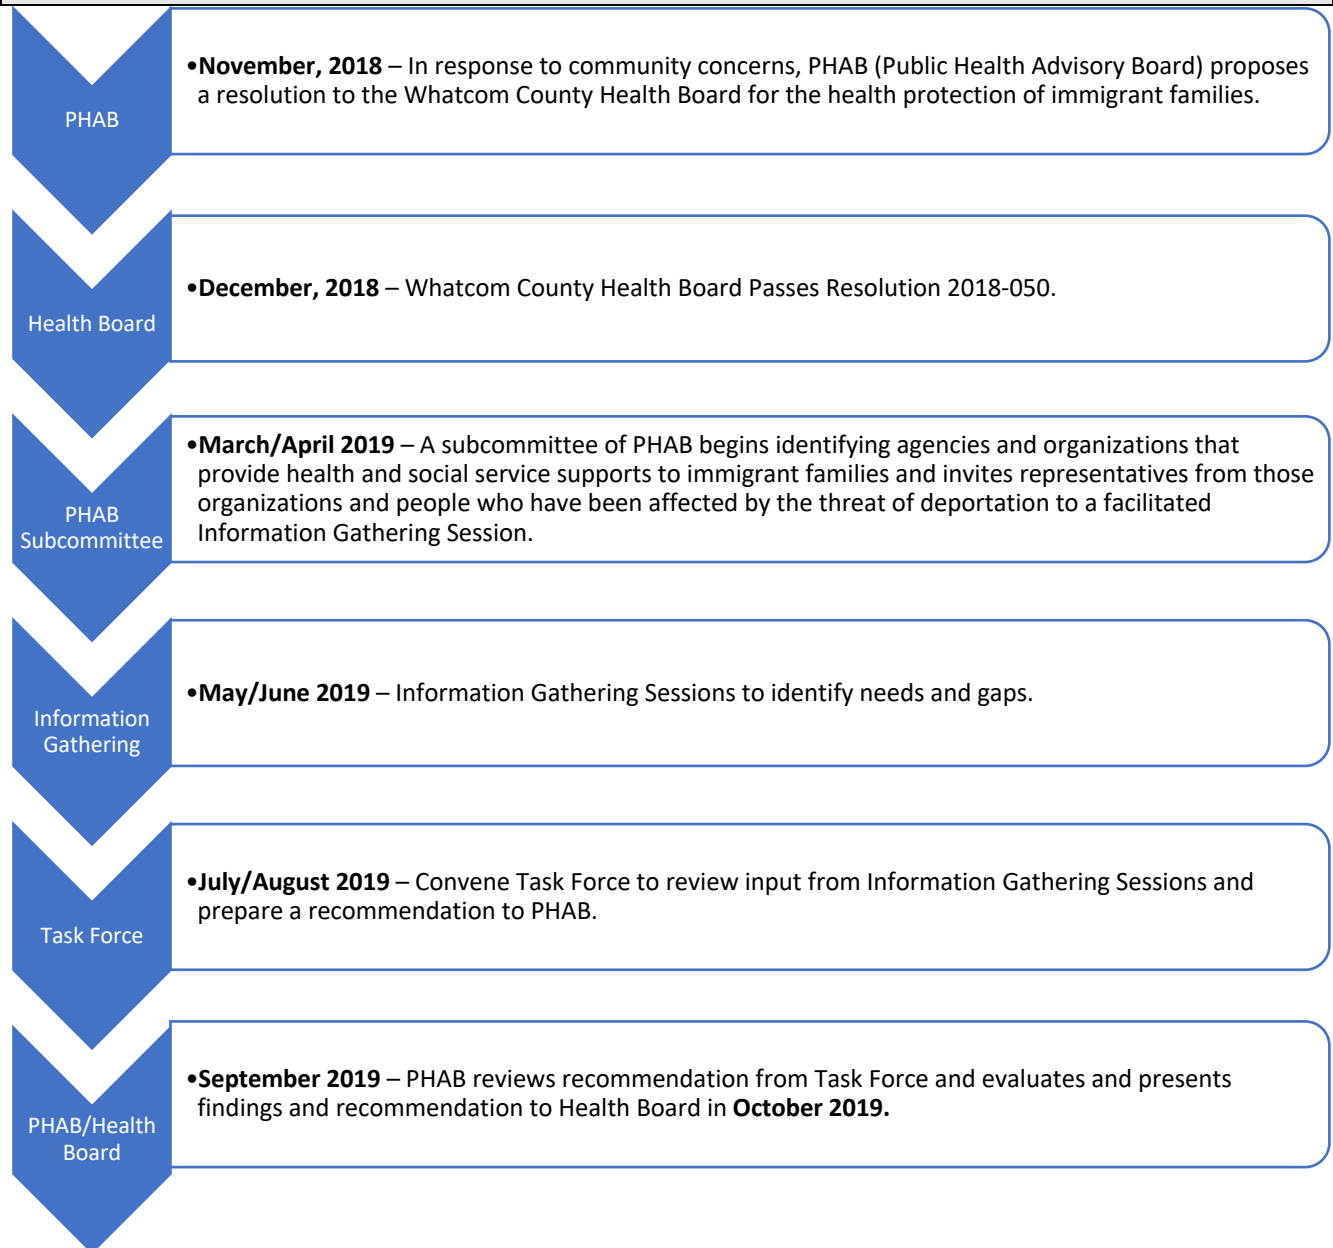 PHAB
•November, 2018 – In response to community concerns, PHAB (Public Health Advisory Board) proposes
a resolution to the Whatcom County Health Board for the health protection of immigrant families.
Health Board
•December, 2018 – Whatcom County Health Board Passes Resolution 2018-050.
PHAB
Subcommittee
•March/April 2019 – A subcommittee of PHAB begins identifying agencies and organizations that
provide health and social service supports to immigrant families and invites representatives from those
organizations and people who have been affected by the threat of deportation to a facilitated
Information Gathering Session.
Information
Gathering
•May/June 2019 – Information Gathering Sessions to identify needs and gaps.
Task Force
•July/August 2019 – Convene Task Force to review input from Information Gathering Sessions and
prepare a recommendation to PHAB.
PHAB/Health
Board
•September 2019 – PHAB reviews recommendation from Task Force and evaluates and presents
findings and recommendation to Health Board in October 2019.